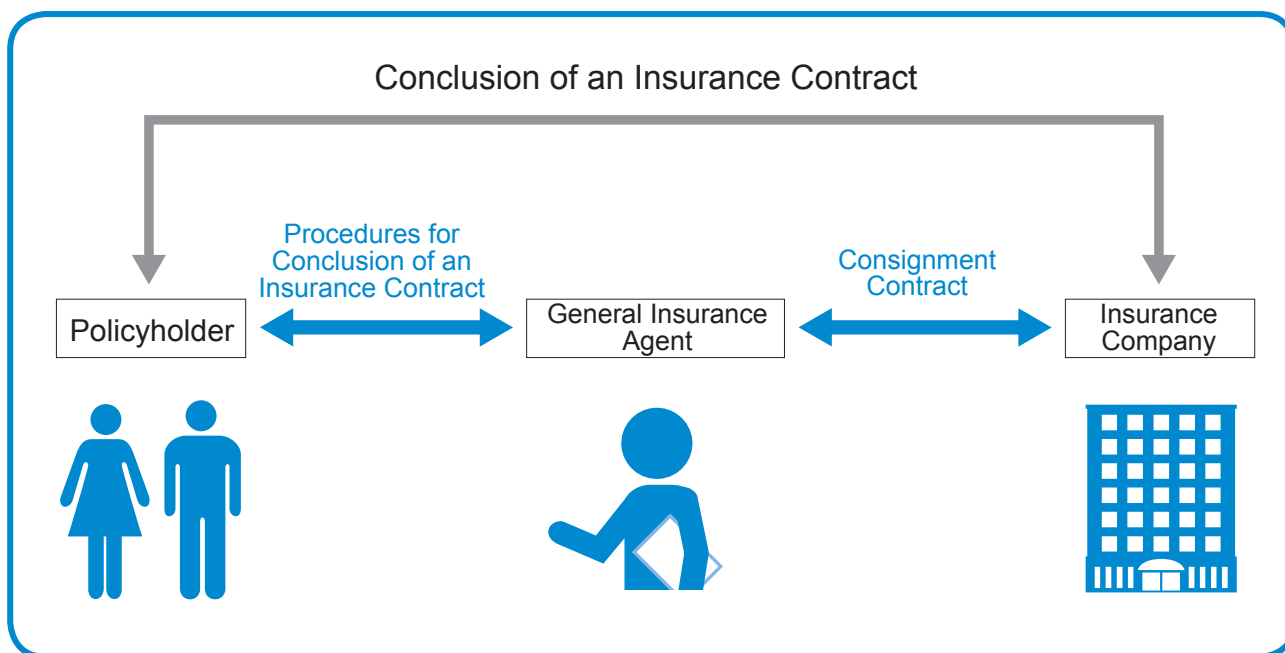 Conclusion of an Insurance Contract
Procedures for
Conclusion of an
Insurance Contract
Consignment
Contract
Policyholder
General Insurance
Agent
Insurance
Company